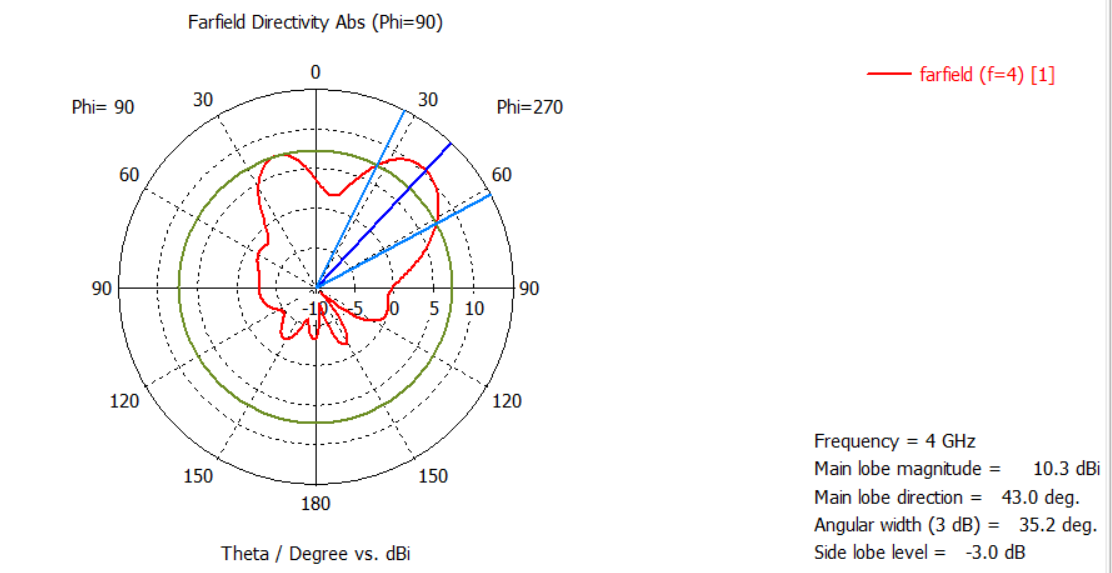 Farfield Directivity Abs (Phi=90)
farfield (f=4) [1]
0
Phi= 90
30
30
Phi=270
60
60
90
-10
-5
0
5
10
90
120
120
150
150
180
Theta / Degree vs. dBi
Frequency = 4 GHz
Main lobe magnitude = 10.3 dBi
Main lobe direction = 43.0 deg.
Angular width (3 dB) = 35.2 deg.
Side lobe level = -3.0 dB